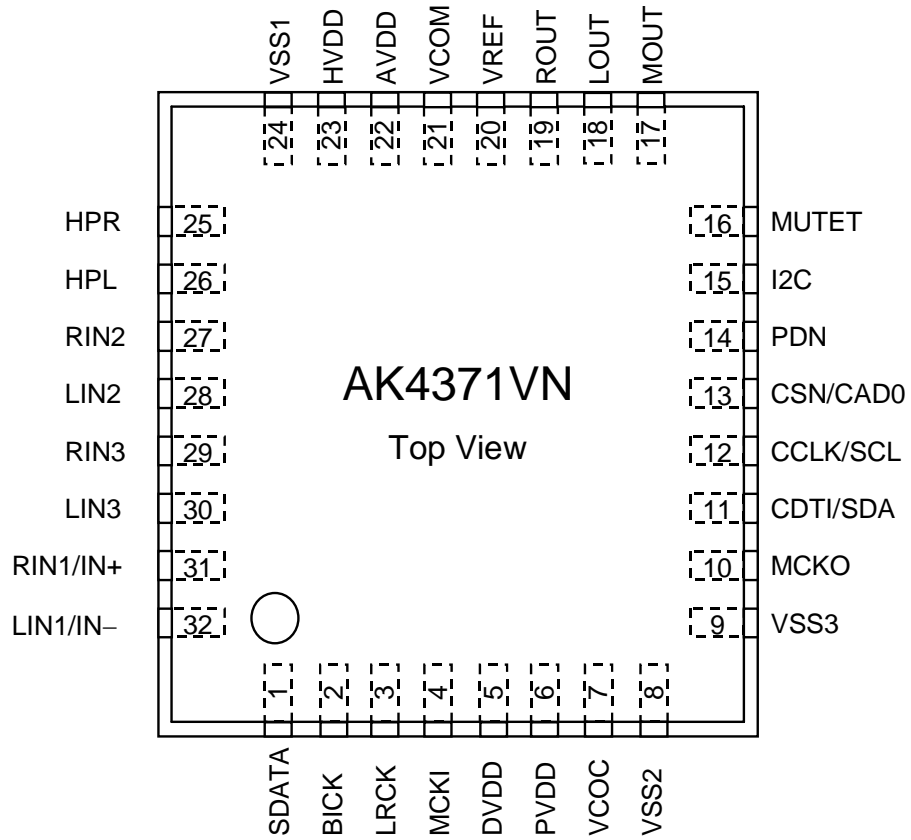 VSS1
HVDD
AVDD
VCOM
VREF
ROUT
LOUT
MOUT
24
23
22
21
20
19
18
17
HPR 25
HPL 26
RIN2 27
LIN2 28
RIN3 29
LIN3 30
RIN1/IN+ 31
LIN1/IN− 32
AK4371VN
Top View
16 MUTET
15 I2C
14 PDN
13 CSN/CAD0
12 CCLK/SCL
11 CDTI/SDA
10 MCKO
9 VSS3
1
2
3
4
5
6
7
8
SDATA
BICK
LRCK
MCKI
DVDD
PVDD
VCOC
VSS2